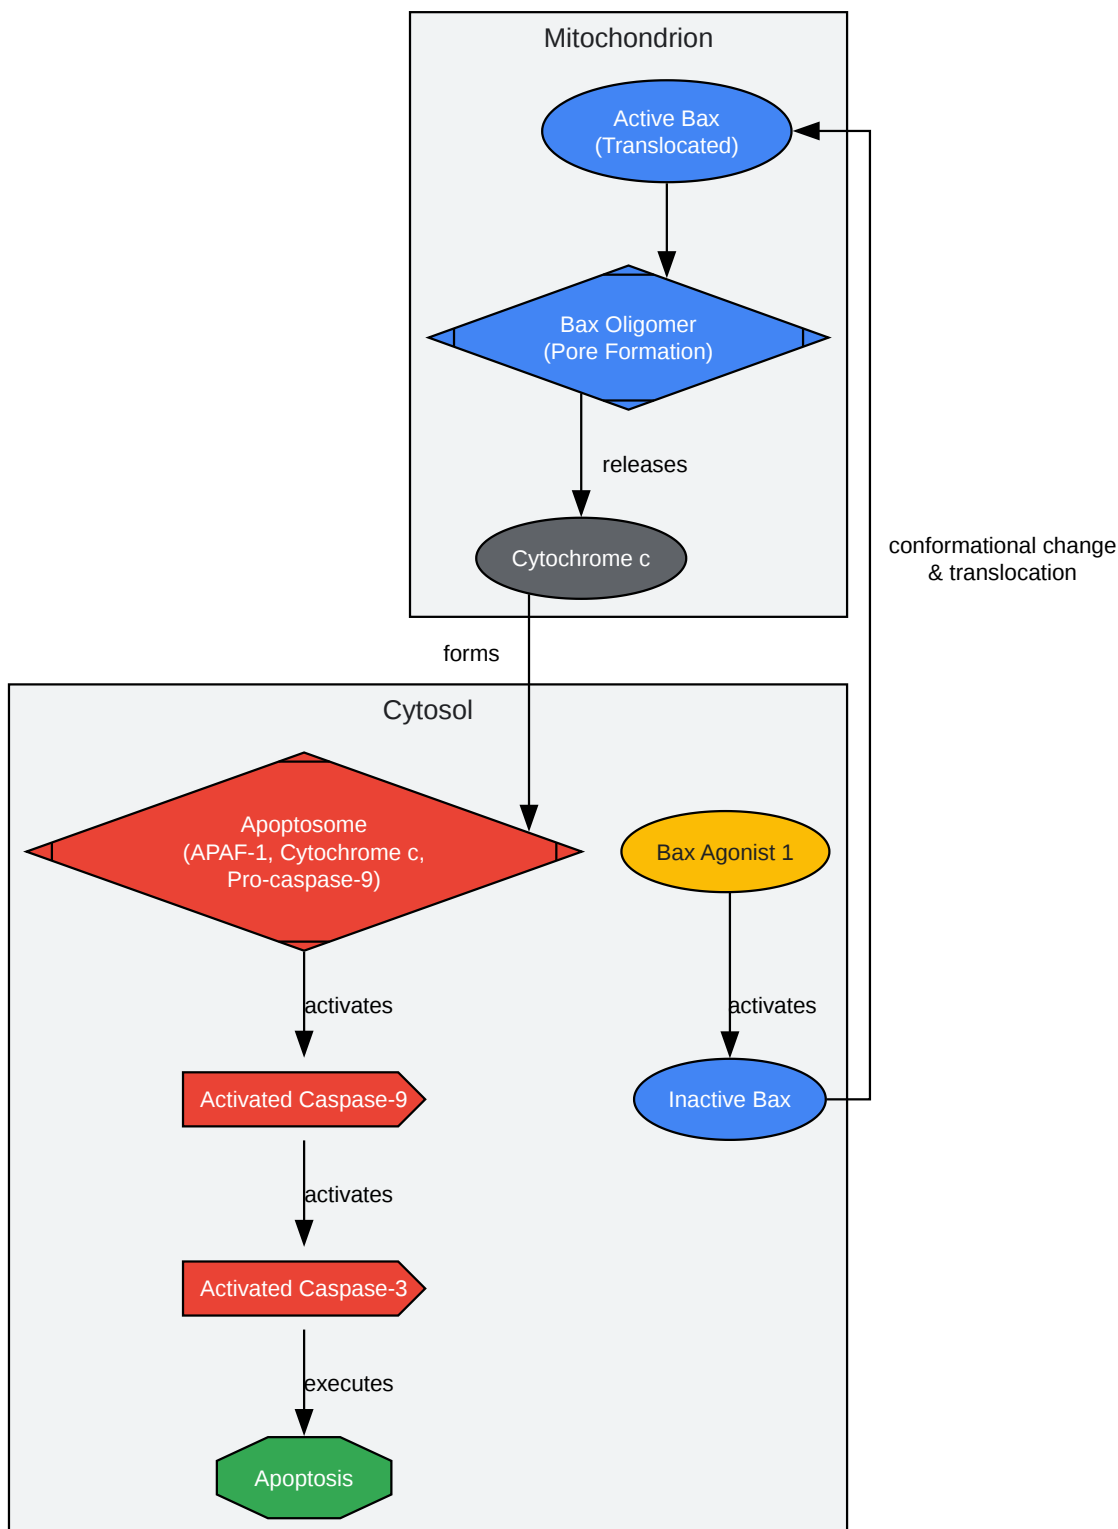 Mitochondrion
Active Bax
(Translocated)
Bax Oligomer
(Pore Formation)
releases
Cytochrome c
conformational change
& translocation
forms
Cytosol
Apoptosome
(APAF-1, Cytochrome c,
Pro-caspase-9)
Bax Agonist 1
activates
activates
Activated Caspase-9
Inactive Bax
activates
Activated Caspase-3
executes
Apoptosis